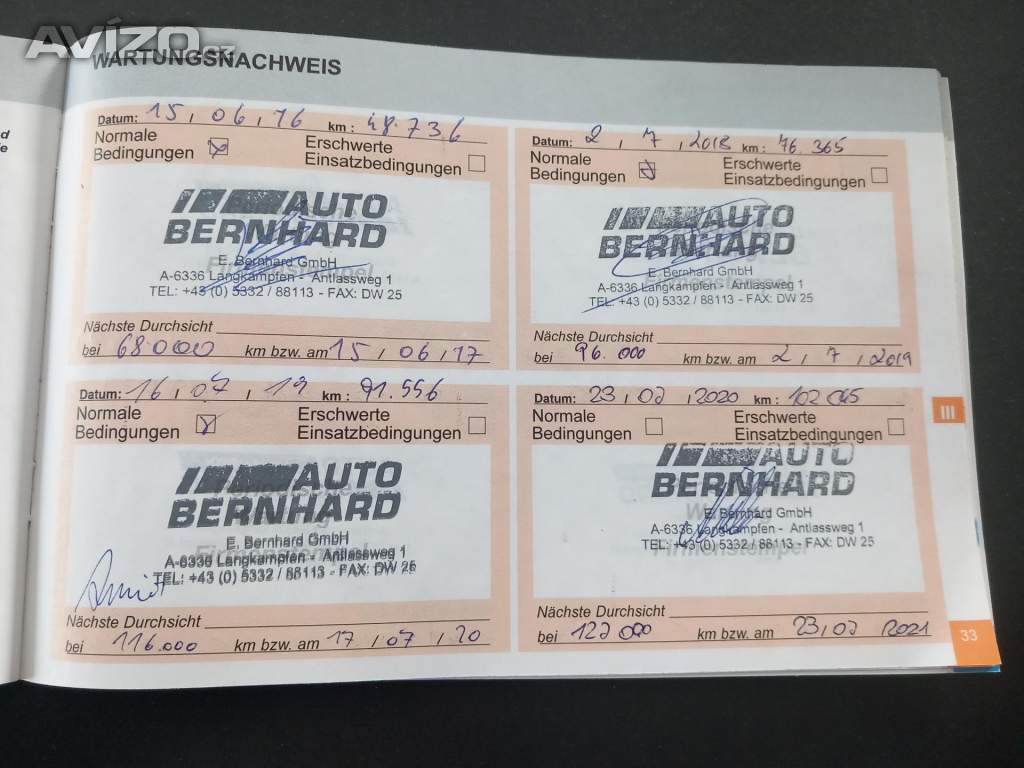 Avízo.cz
WARTUNGSNACHWEIS
Datum: 15, 06, 16 km: 48.736
Normale Erschwerte
Bedingungen Einsatzbedingungen
AUTO
BERNHARD
E. Bernhard GmbH
A-6336 Langkampfen - Antlassweg 1
TEL: +43 (0) 5332 / 88113 - FAX: DW 25
Nächste Durchsicht
bei 68.000 km bzw. am 15, 06, 17
Datum: 2, 7, 2018 km: 76.365
Normale Erschwerte
Bedingungen Einsatzbedingungen
AUTO
BERNHARD
E. Bernhard GmbH
A-6336 Langkampfen - Antlassweg 1
TEL: +43 (0) 5332 / 88113 - FAX: DW 25
Nächste Durchsicht
bei 96.000 km bzw. am 2, 7, 2019
Datum: 16, 07, 19 km: 91.556
Normale Erschwerte
Bedingungen Einsatzbedingungen
AUTO
BERNHARD
E. Bernhard GmbH
A-6336 Langkampfen - Antlassweg 1
TEL: +43 (0) 5332 / 88113 - FAX: DW 25
Nächste Durchsicht
bei 116.000 km bzw. am 17, 07, 20
Datum: 23, 07, 2020 km: 102
Normale Erschwerte
Bedingungen Einsatzbedingungen
AUTO
BERNHARD
E. Bernhard GmbH
A-6336 Langkampfen - Antlassweg 1
TEL: +43 (0) 5332 / 88113 - FAX: DW 25
Nächste Durchsicht
bei 122 000 km bzw. am 23, 07 2021
III
33